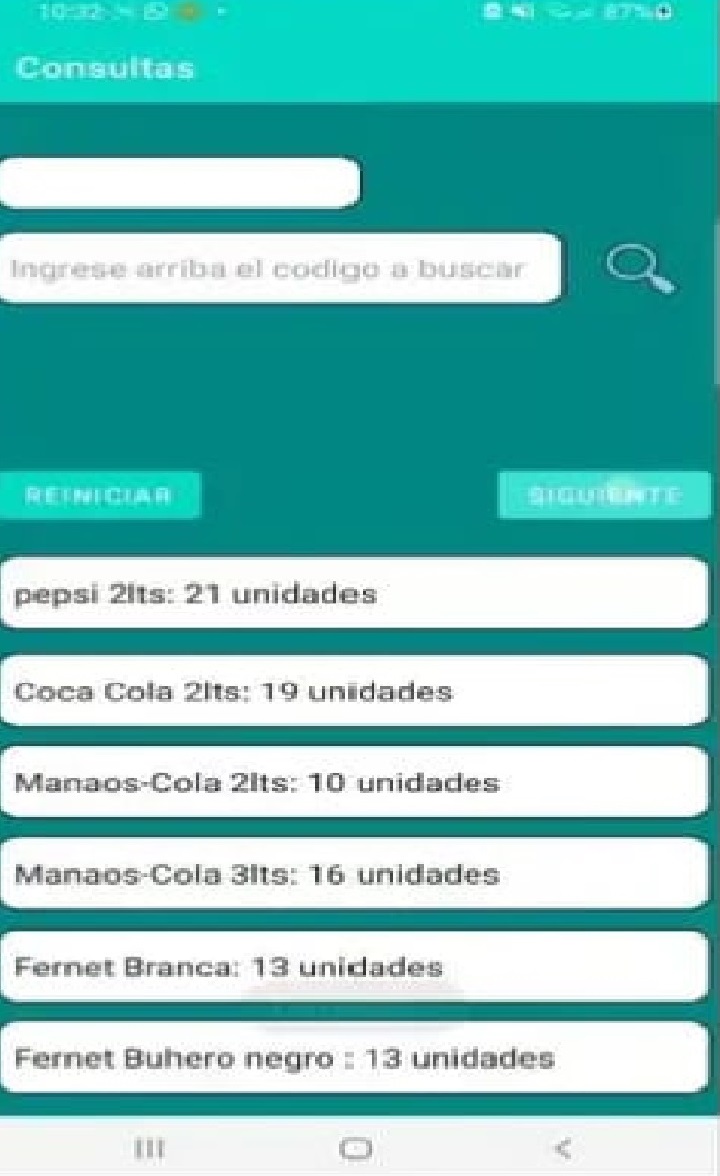 10:32
87%
Consultas
Ingrese arriba el codigo a buscar
REINICIAR
SIGUIENTE
pepsi 2lts: 21 unidades
Coca Cola 2lts: 19 unidades
Manaos-Cola 2lts: 10 unidades
Manaos-Cola 3lts: 16 unidades
Fernet Branca: 13 unidades
Fernet Buhero negro : 13 unidades